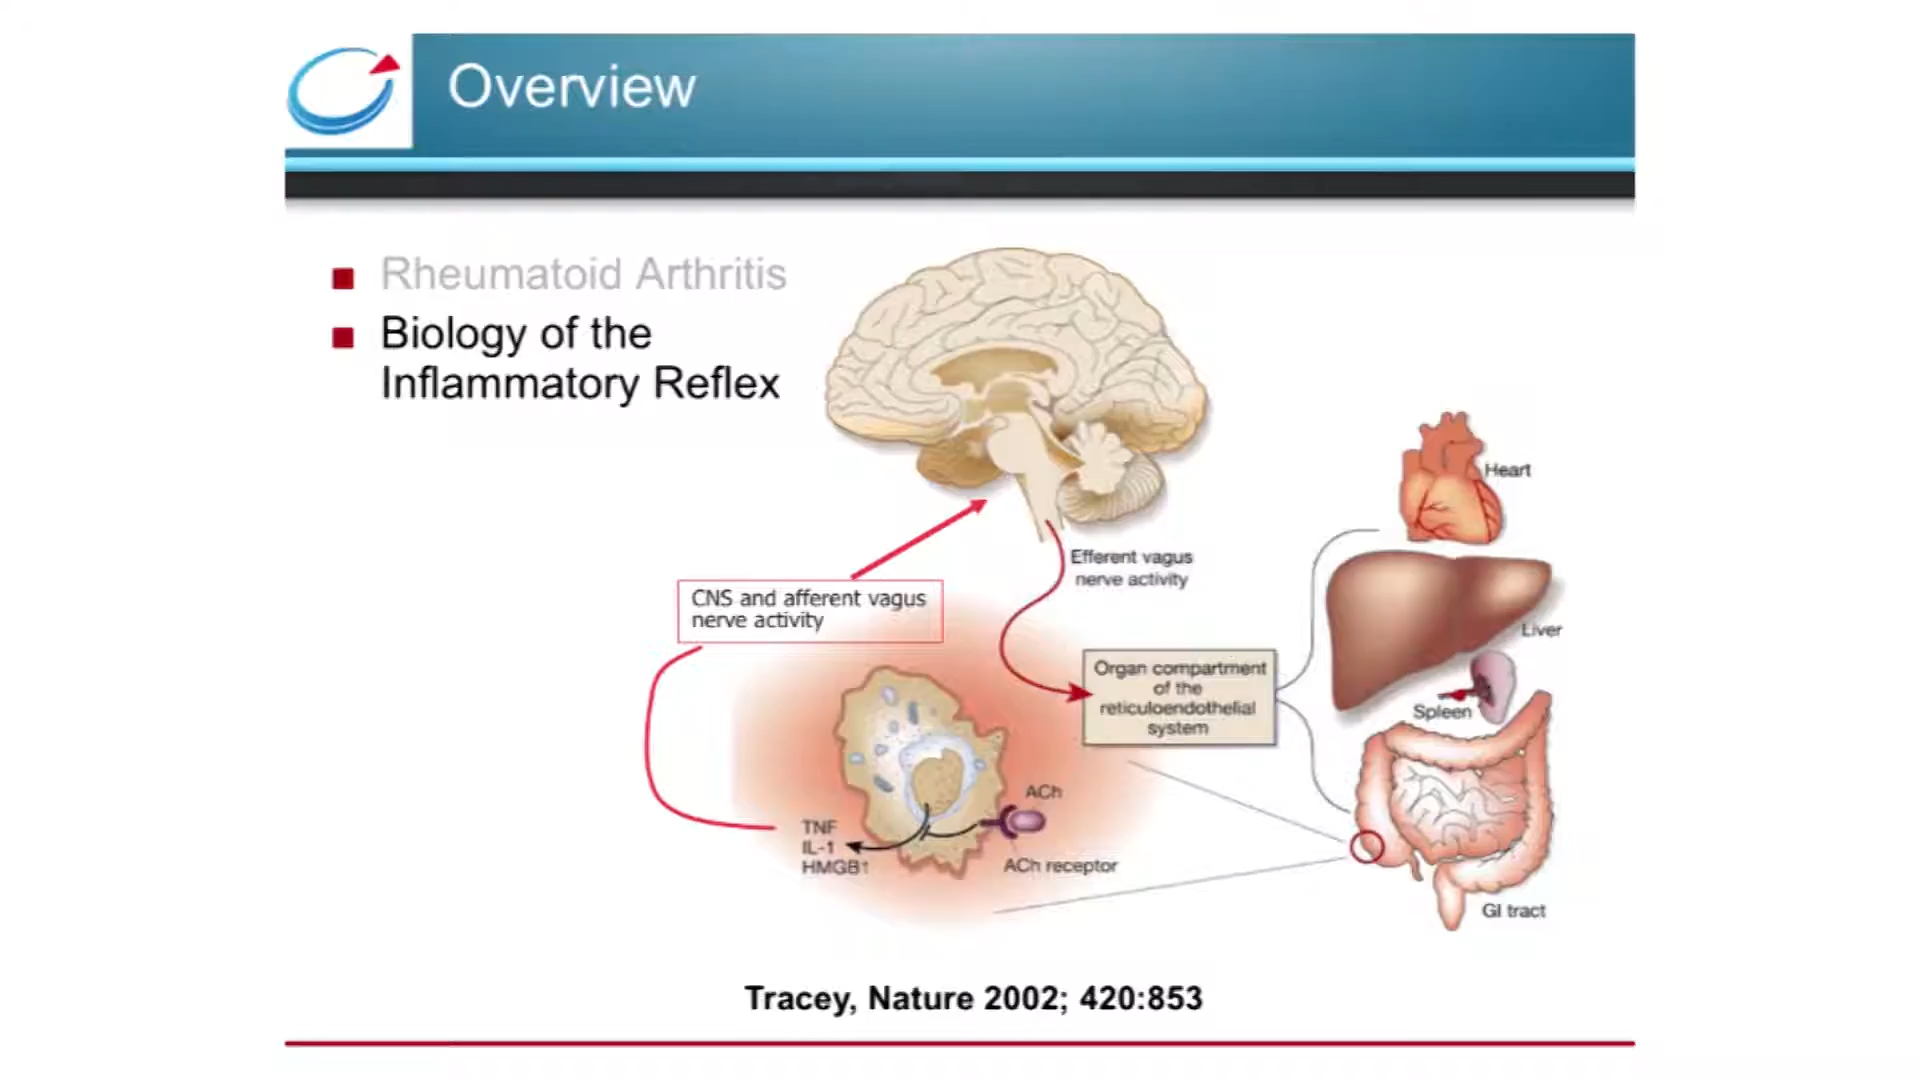 Overview
Rheumatoid Arthritis
Biology of the
Inflammatory Reflex
Heart
Efferent vagus
nerve activity
CNS and afferent vagus
nerve activity
Liver
Organ compartment
of the
reticuloendothelial
system
Spleen
ACh
TNF
IL-1
HMGB1
ACh receptor
GI tract
Tracey, Nature 2002; 420:853